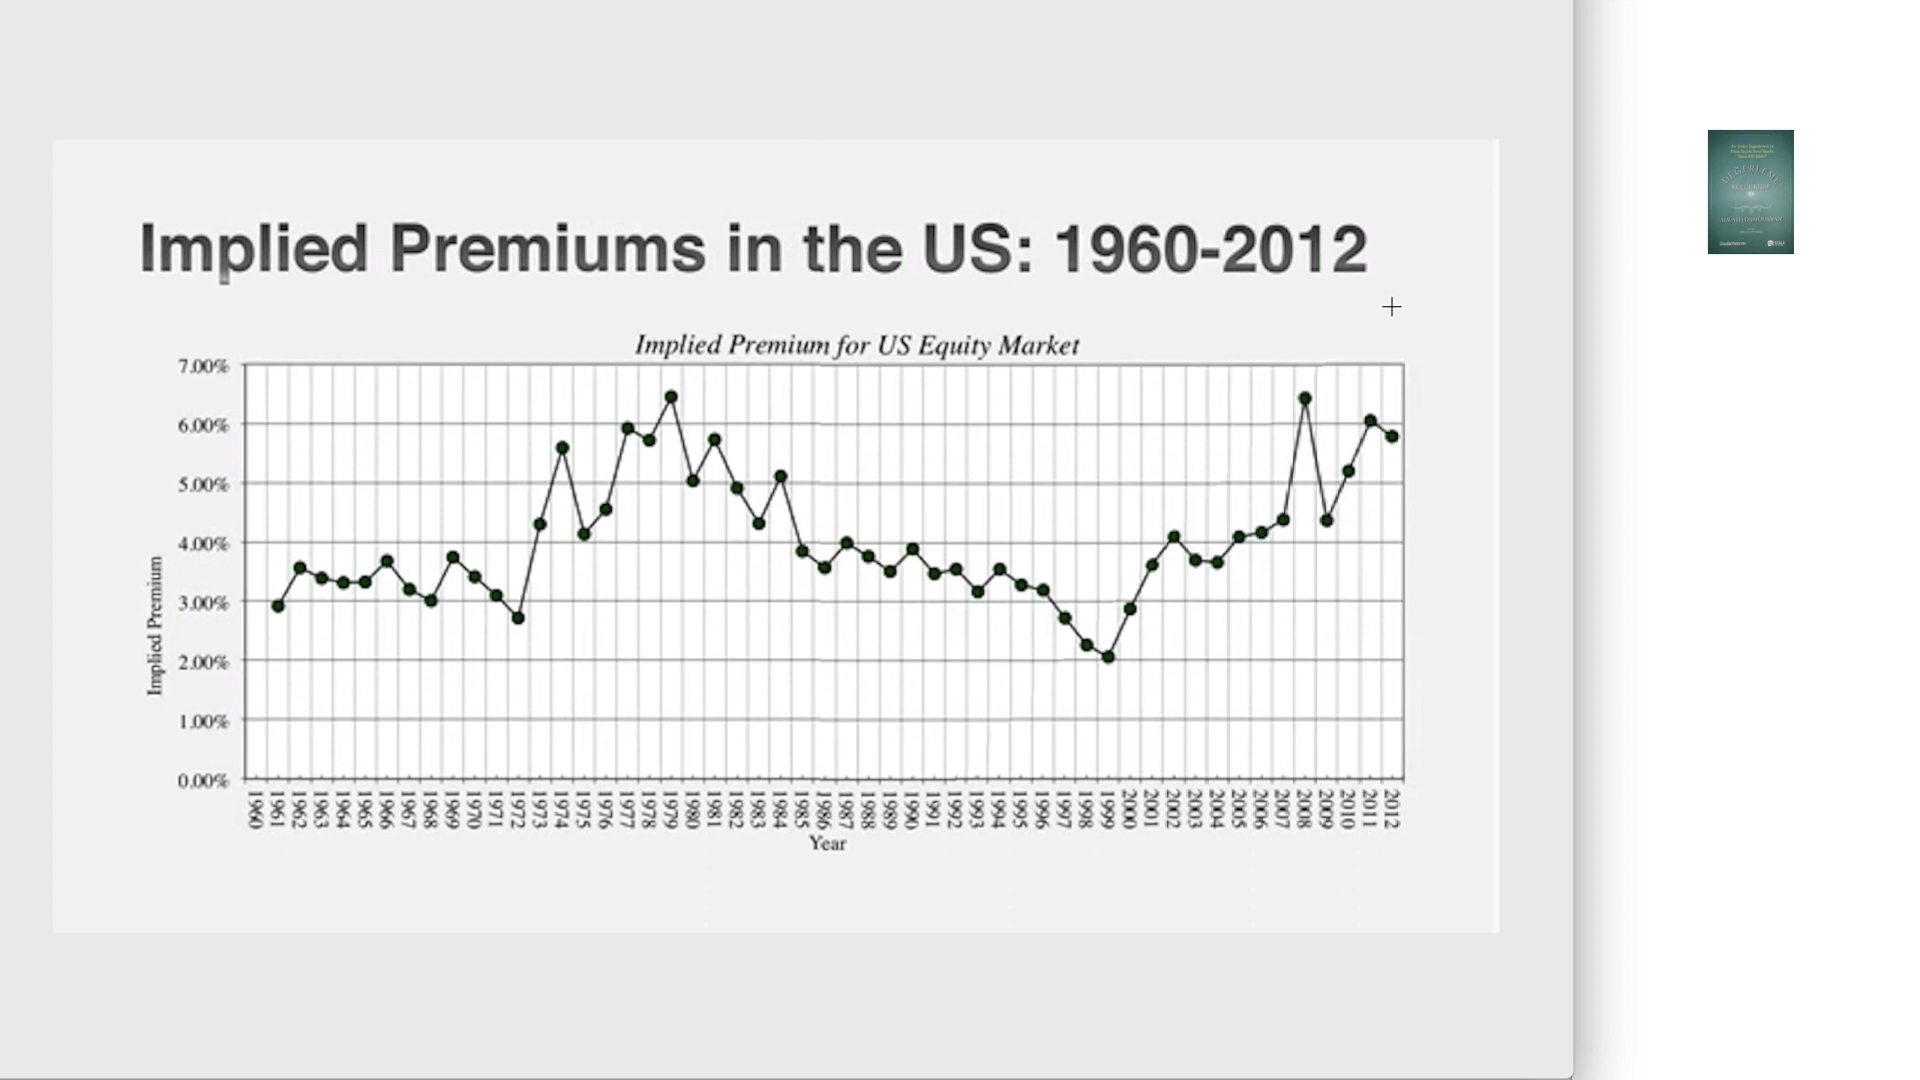 Implied Premiums in the US: 1960-2012
Implied Premium for US Equity Market
7.00%
6.00%
5.00%
4.00%
3.00%
2.00%
1.00%
0.00%
Implied Premium
1960 1961 1962 1963 1964 1965 1966 1967 1968 1969 1970 1971 1972 1973 1974 1975 1976 1977 1978 1979 1980 1981 1982 1983 1984 1985 1986 1987 1988 1989 1990 1991 1992 1993 1994 1995 1996 1997 1998 1999 2000 2001 2002 2003 2004 2005 2006 2007 2008 2009 2010 2011 2012
Year
DEĞERLEME